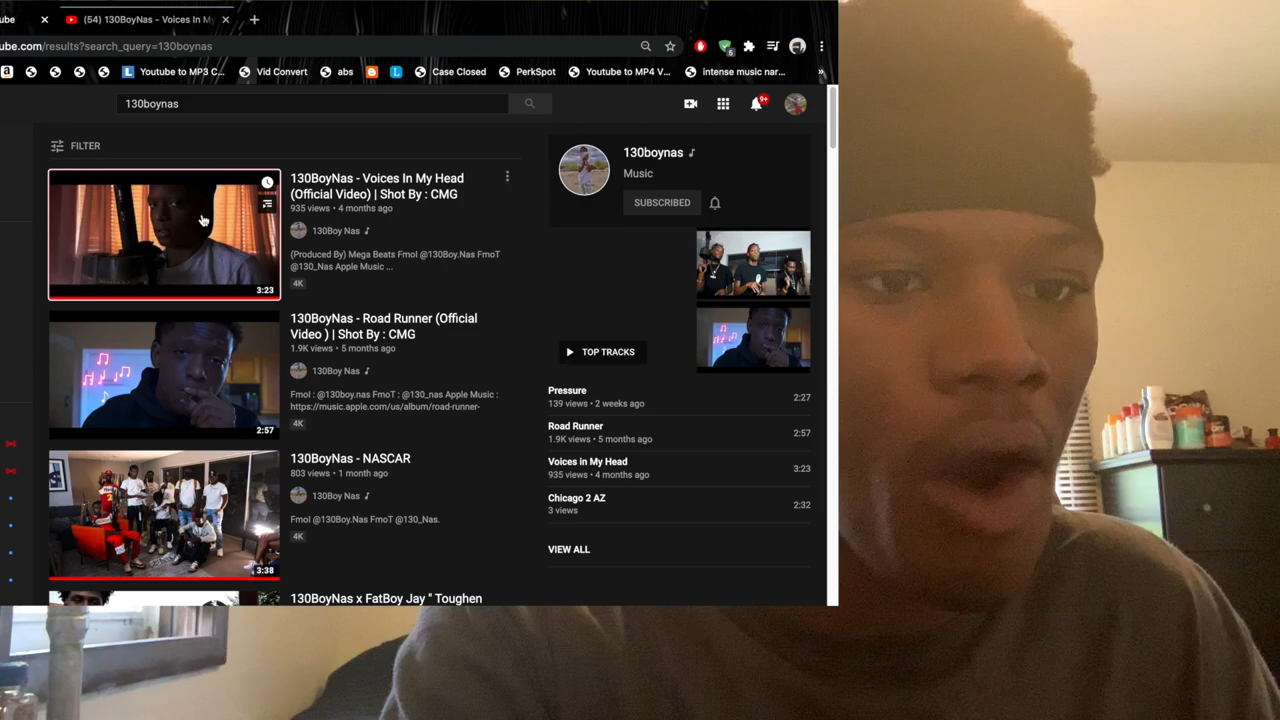 ube
(54) 130BoyNas - Voices In M
ube.com/results?search_query=130boynas
5
a
Youtube to MP3 C...
Vid Convert
abs
L
Case Closed
PerkSpot
Youtube to MP4 V...
intense music nar...
»
130boynas
9+
FILTER
130BoyNas - Voices In My Head
(Official Video) | Shot By : CMG
935 views • 4 months ago
130Boy Nas
(Produced By) Mega Beats Fmol @130Boy.Nas FmoT
@130_Nas Apple Music ...
4K
3:23
130BoyNas - Road Runner (Official
Video ) | Shot By : CMG
1.9K views • 5 months ago
130Boy Nas
Fmol : @130boy.nas FmoT : @130_nas Apple Music :
https://music.apple.com/us/album/road-runner-
4K
2:57
130BoyNas - NASCAR
803 views • 1 month ago
130Boy Nas
Fmol @130Boy.Nas FmoT @130_Nas.
4K
3:38
130BoyNas x FatBoy Jay " Toughen
130boynas
Music
SUBSCRIBED
TOP TRACKS
Pressure
139 views • 2 weeks ago
2:27
Road Runner
1.9K views • 5 months ago
2:57
Voices in My Head
935 views • 4 months ago
3:23
Chicago 2 AZ
3 views
2:32
VIEW ALL